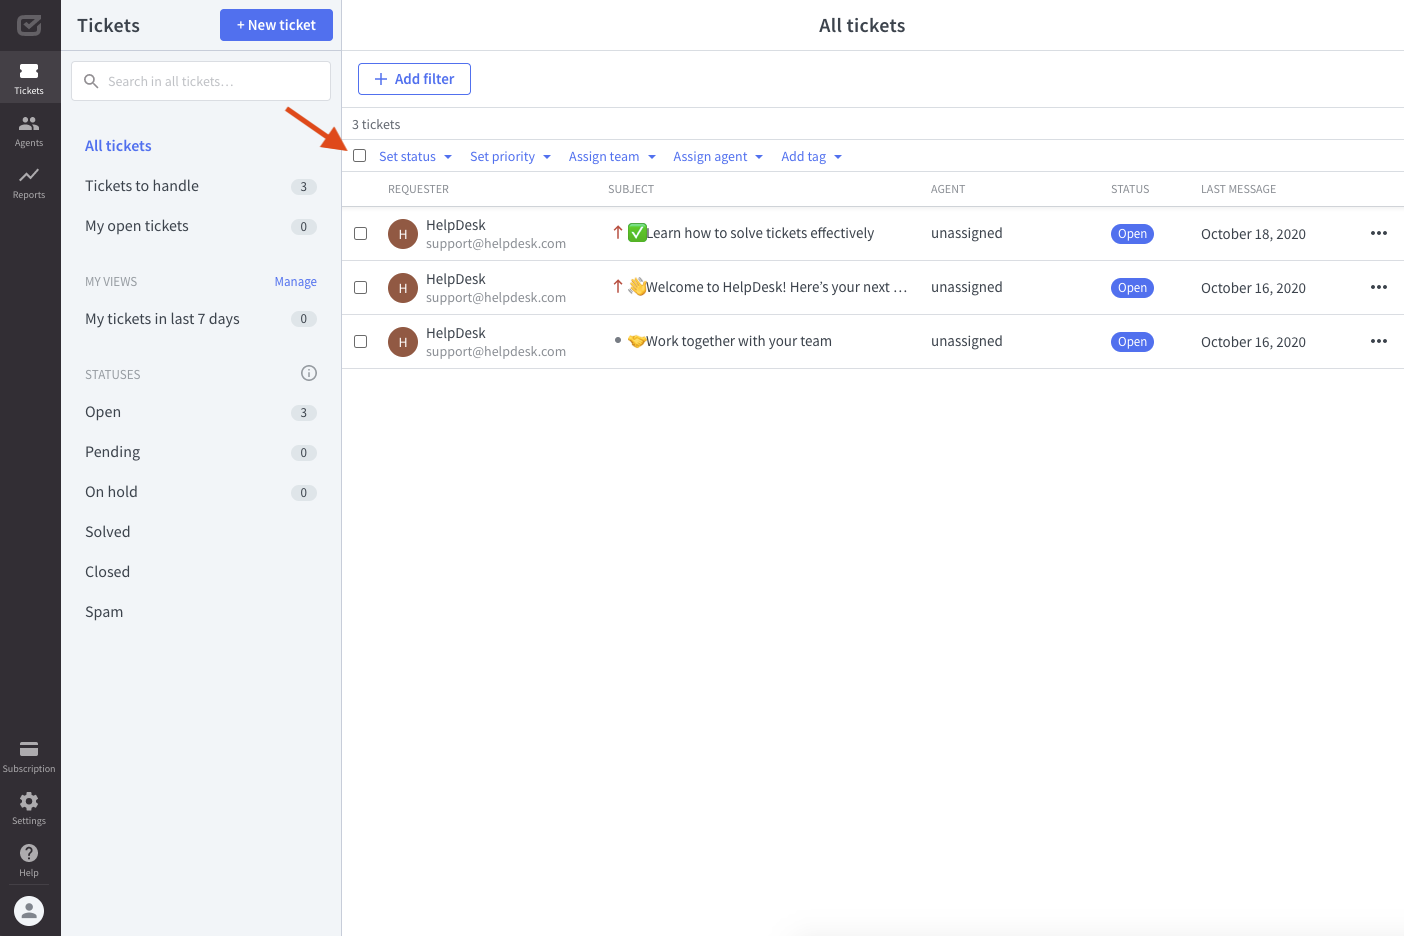 Tickets
+ New ticket
All tickets
Tickets
Agents
Reports
Subscription
Settings
Help
Search in all tickets…
All tickets
Tickets to handle 3
My open tickets 0
MY VIEWS Manage
My tickets in last 7 days 0
STATUSES
Open 3
Pending 0
On hold 0
Solved
Closed
Spam
+ Add filter
3 tickets
Set status Set priority Assign team Assign agent Add tag
REQUESTER SUBJECT AGENT STATUS LAST MESSAGE
H HelpDesk
support@helpdesk.com
↑ ✅Learn how to solve tickets effectively unassigned Open October 18, 2020 •••
H HelpDesk
support@helpdesk.com
↑ 👋Welcome to HelpDesk! Here’s your next … unassigned Open October 16, 2020 •••
H HelpDesk
support@helpdesk.com
• 🤝Work together with your team unassigned Open October 16, 2020 •••